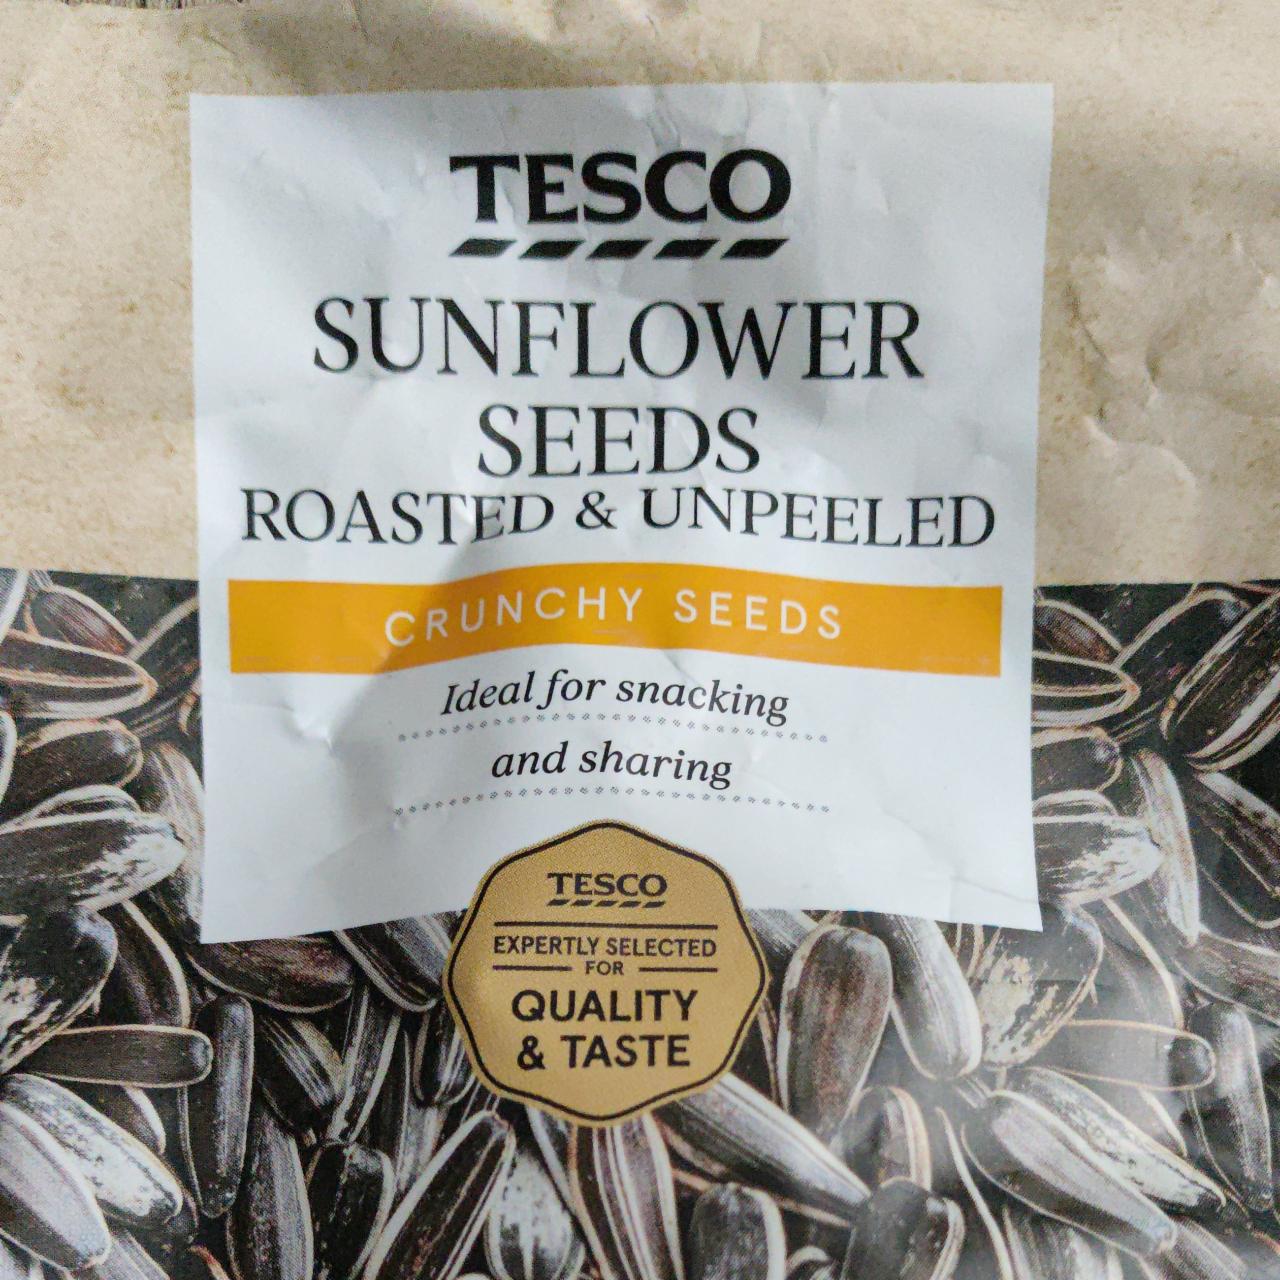 TESCO
SUNFLOWER
SEEDS
ROASTED & UNPEELED
CRUNCHY SEEDS
Ideal for snacking
and sharing
TESCO
EXPERTLY SELECTED
FOR
QUALITY
& TASTE